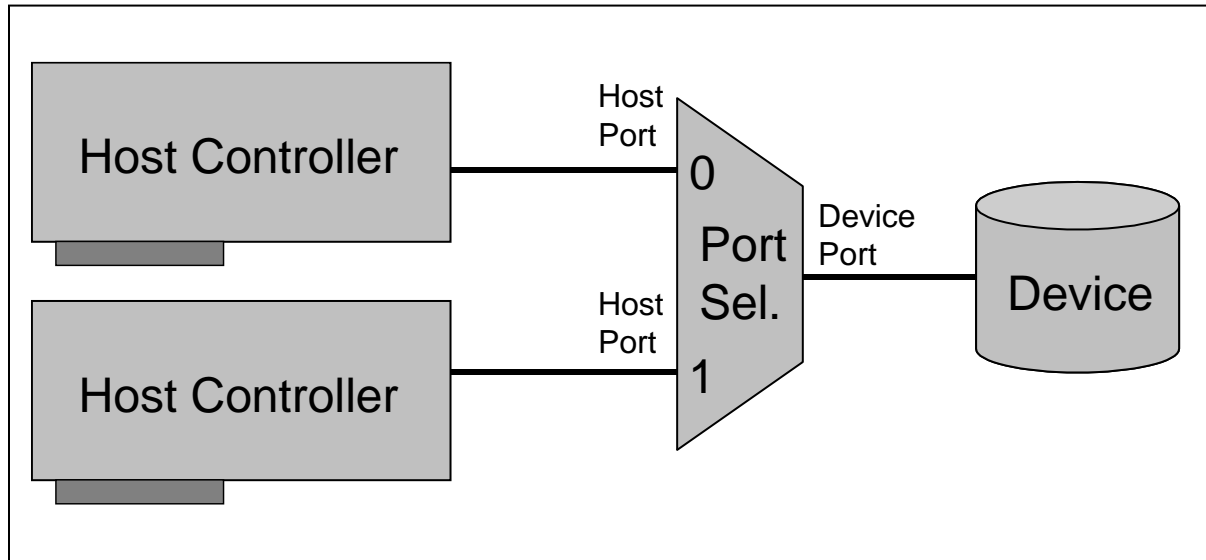 Host Controller
Host
Port
0
Port
Sel.
Device
Port
Device
Host Controller
Host
Port
1